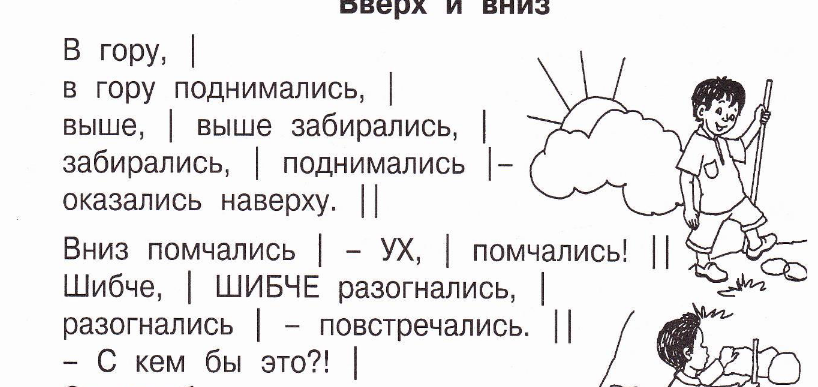 Вверх и вниз
В гору, |
в гору поднимались, |
выше, | выше забирались, |
забирались, | поднимались |–
оказались наверху. ||
Вниз помчались | – УХ, | помчались! ||
Шибче, | ШИБЧЕ разогнались, |
разогнались | – повстречались. ||
– С кем бы это?! |